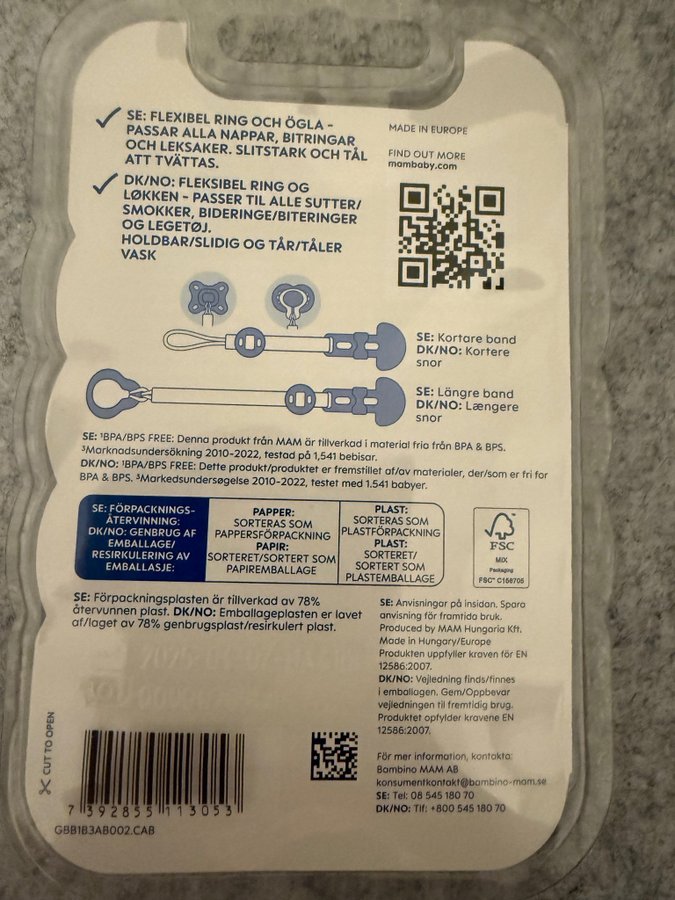 SE: FLEXIBEL RING OCH ÖGLA –
PASSAR ALLA NAPPAR, BITRINGAR
OCH LEKSAKER. SLITSTARK OCH TÅL
ATT TVÄTTAS.
DK/NO: FLEKSIBEL RING OG
LØKKEN – PASSER TIL ALLE SUTTER/
SMOKKER, BIDERINGE/BITERINGER
OG LEGETØJ.
HOLDBAR/SLIDIG OG TÅR/TÅLER
VASK
MADE IN EUROPE
FIND OUT MORE
mambaby.com
SE: Kortare band
DK/NO: Kortere
snor
SE: Längre band
DK/NO: Længere
snor
SE: ¹BPA/BPS FREE: Denna produkt från MAM är tillverkad i material fria från BPA & BPS.
³Marknadsundersökning 2010-2022, testad på 1,541 bebisar.
DK/NO: ¹BPA/BPS FREE: Dette produkt/produktet er fremstillet af/av materialer, der/som er fri for
BPA & BPS. ³Markedsundersøgelse 2010-2022, testet med 1.541 babyer.
SE: FÖRPACKNINGS-
ÅTERVINNING:
DK/NO: GENBRUG AF
EMBALLAGE/
RESIRKULERING AV
EMBALLASJE:
PAPPER:
SORTERAS SOM
PAPPERSFÖRPACKNING
PAPIR:
SORTERET/SORTERT SOM
PAPIREMBALLAGE
PLAST:
SORTERAS SOM
PLASTFÖRPACKNING
PLAST:
SORTERET/
SORTERT SOM
PLASTEMBALLAGE
FSC
MIX
Packaging
FSC® C158705
SE: Förpackningsplasten är tillverkad av 78%
återvunnen plast. DK/NO: Emballageplasten er lavet
af/laget av 78% genbrugsplast/resirkulert plast.
SE: Anvisningar på insidan. Spara
anvisning för framtida bruk.
Produced by MAM Hungaria Kft.
Made in Hungary/Europe
Produkten uppfyller kraven för EN
12586:2007.
DK/NO: Vejledning finds/finnes
i emballagen. Gem/Oppbevar
vejledningen til fremtidig brug.
Produktet opfylder kravene EN
12586:2007.
För mer information, kontakta:
Bambino MAM AB
konsumentkontakt@bambino-mam.se
SE: Tel: 08 545 180 70
DK/NO: Tlf: +800 545 180 70
CUT TO OPEN
7 392855 113053
GBB1B3AB002.CAB